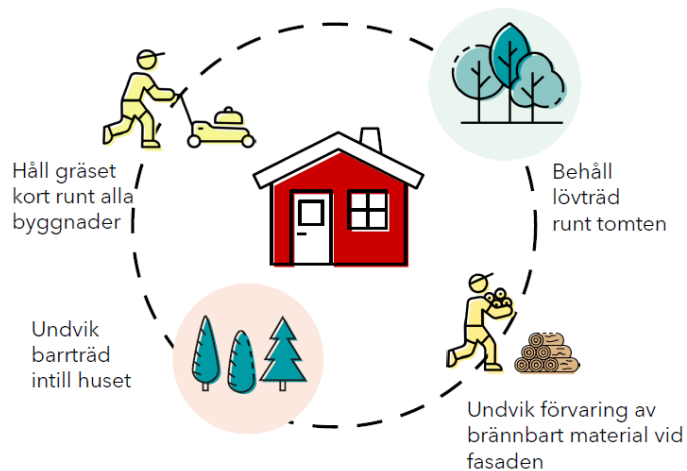 Håll gräset
kort runt alla
byggnader
Behåll
lövträd
runt tomten
Undvik
barrträd
intill huset
Undvik förvaring av
brännbart material vid
fasaden